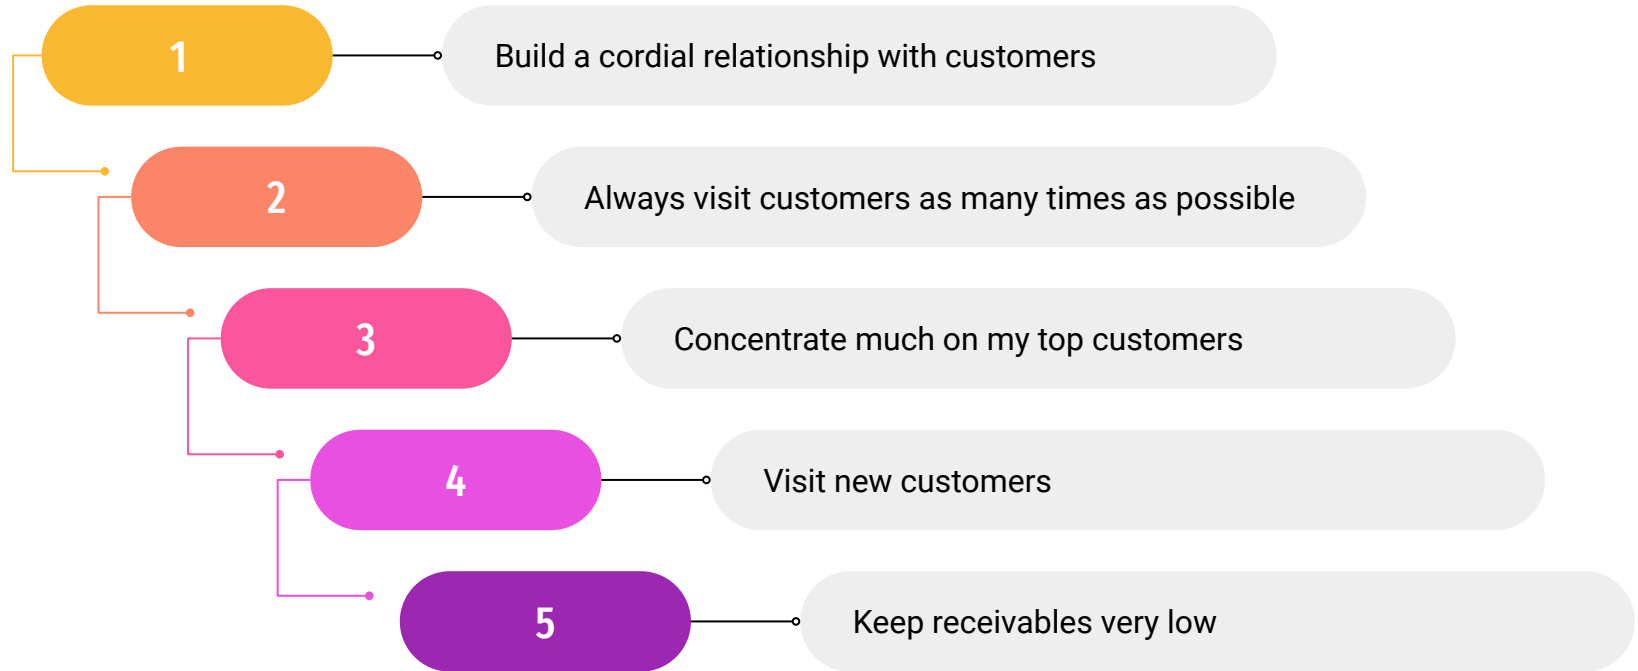 1
Build a cordial relationship with customers
2
Always visit customers as many times as possible
3
Concentrate much on my top customers
4
Visit new customers
5
Keep receivables very low